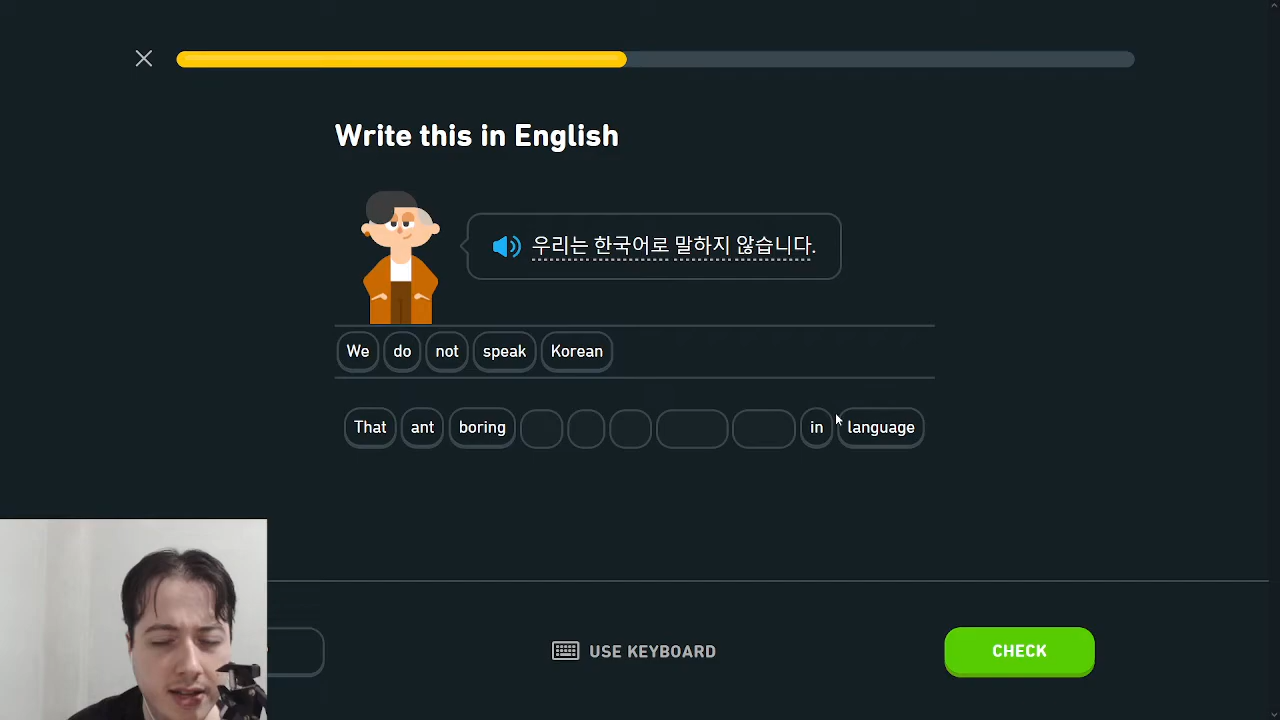 Write this in English
우리는 한국어로 말하지 않습니다.
We do not speak Korean
That ant boring in language
USE KEYBOARD
CHECK